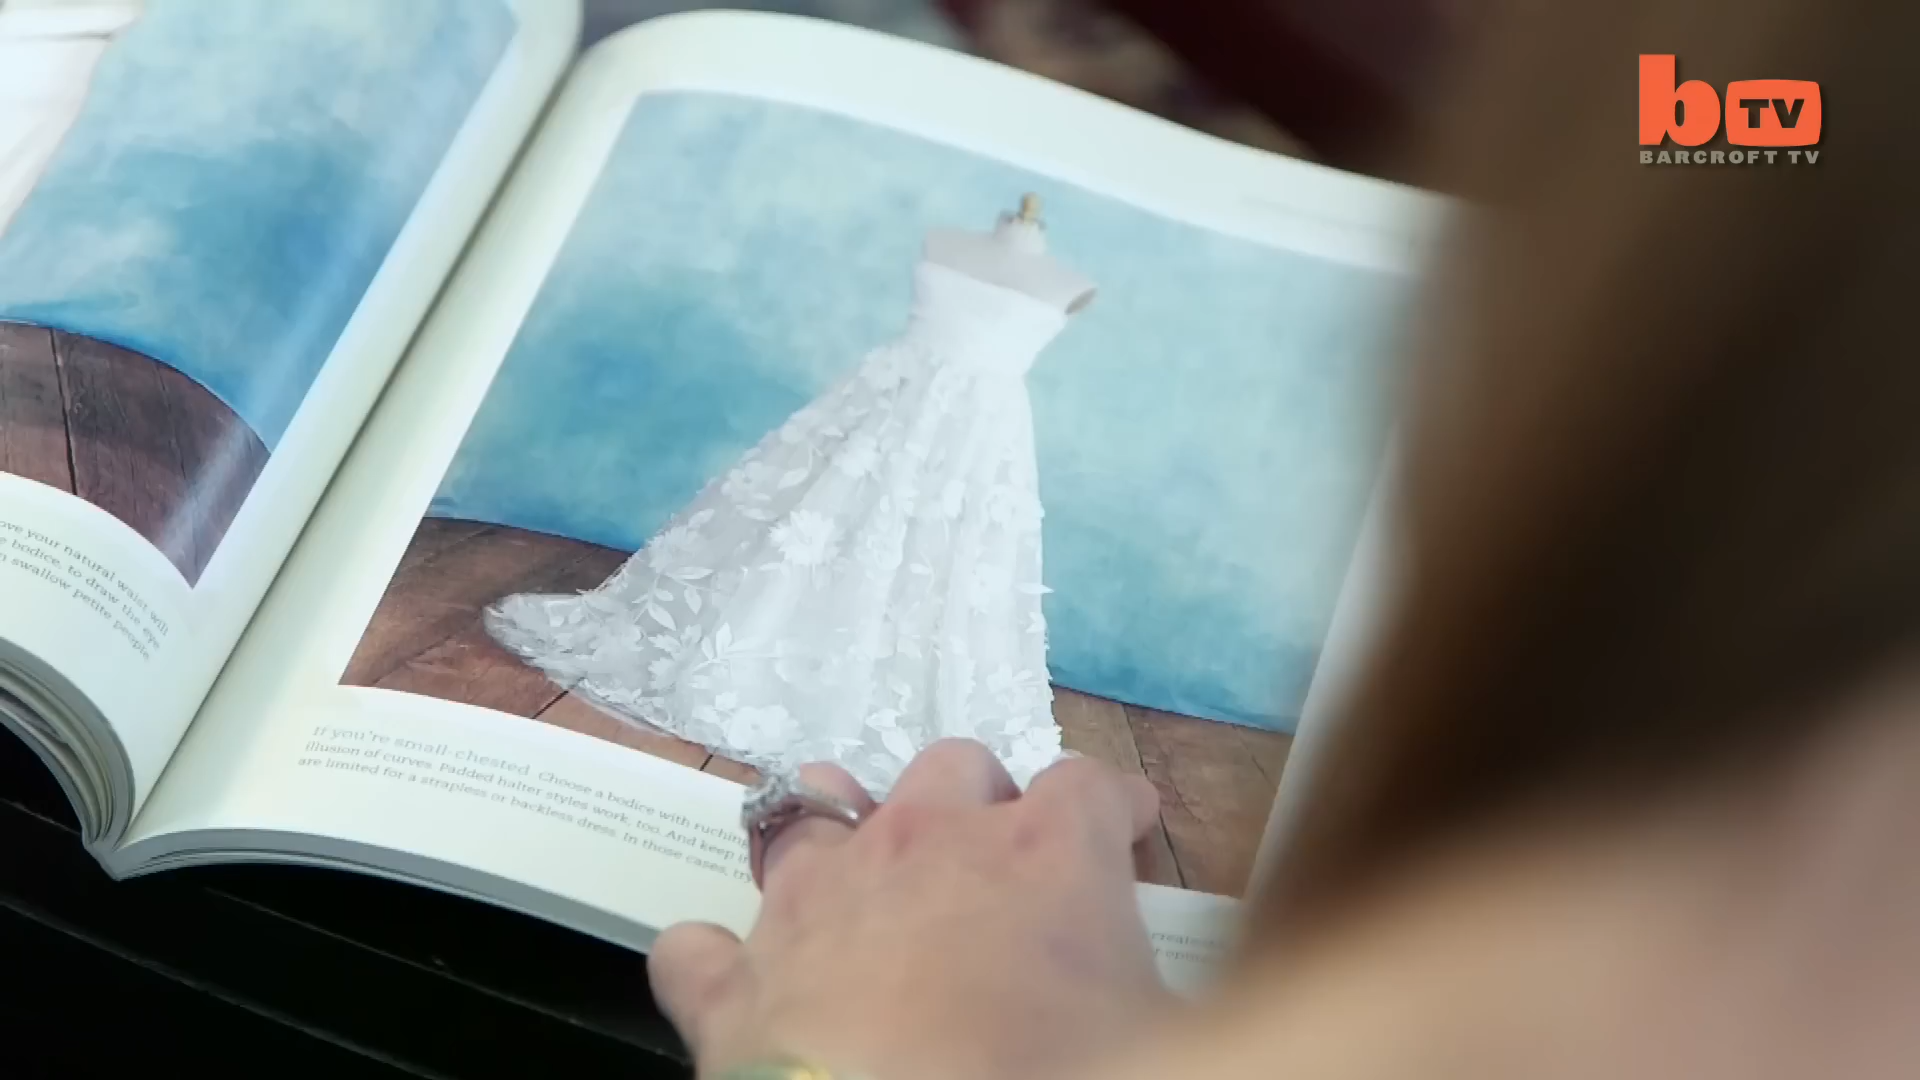 b TV
BARCROFT TV
ove your natural waist will
e bodice, to draw the eye
n swallow petite people.
If you're small-chested Choose a bodice with ruching
illusion of curves. Padded halter styles work, too. And keep i
are limited for a strapless or backless dress. In those cases, try